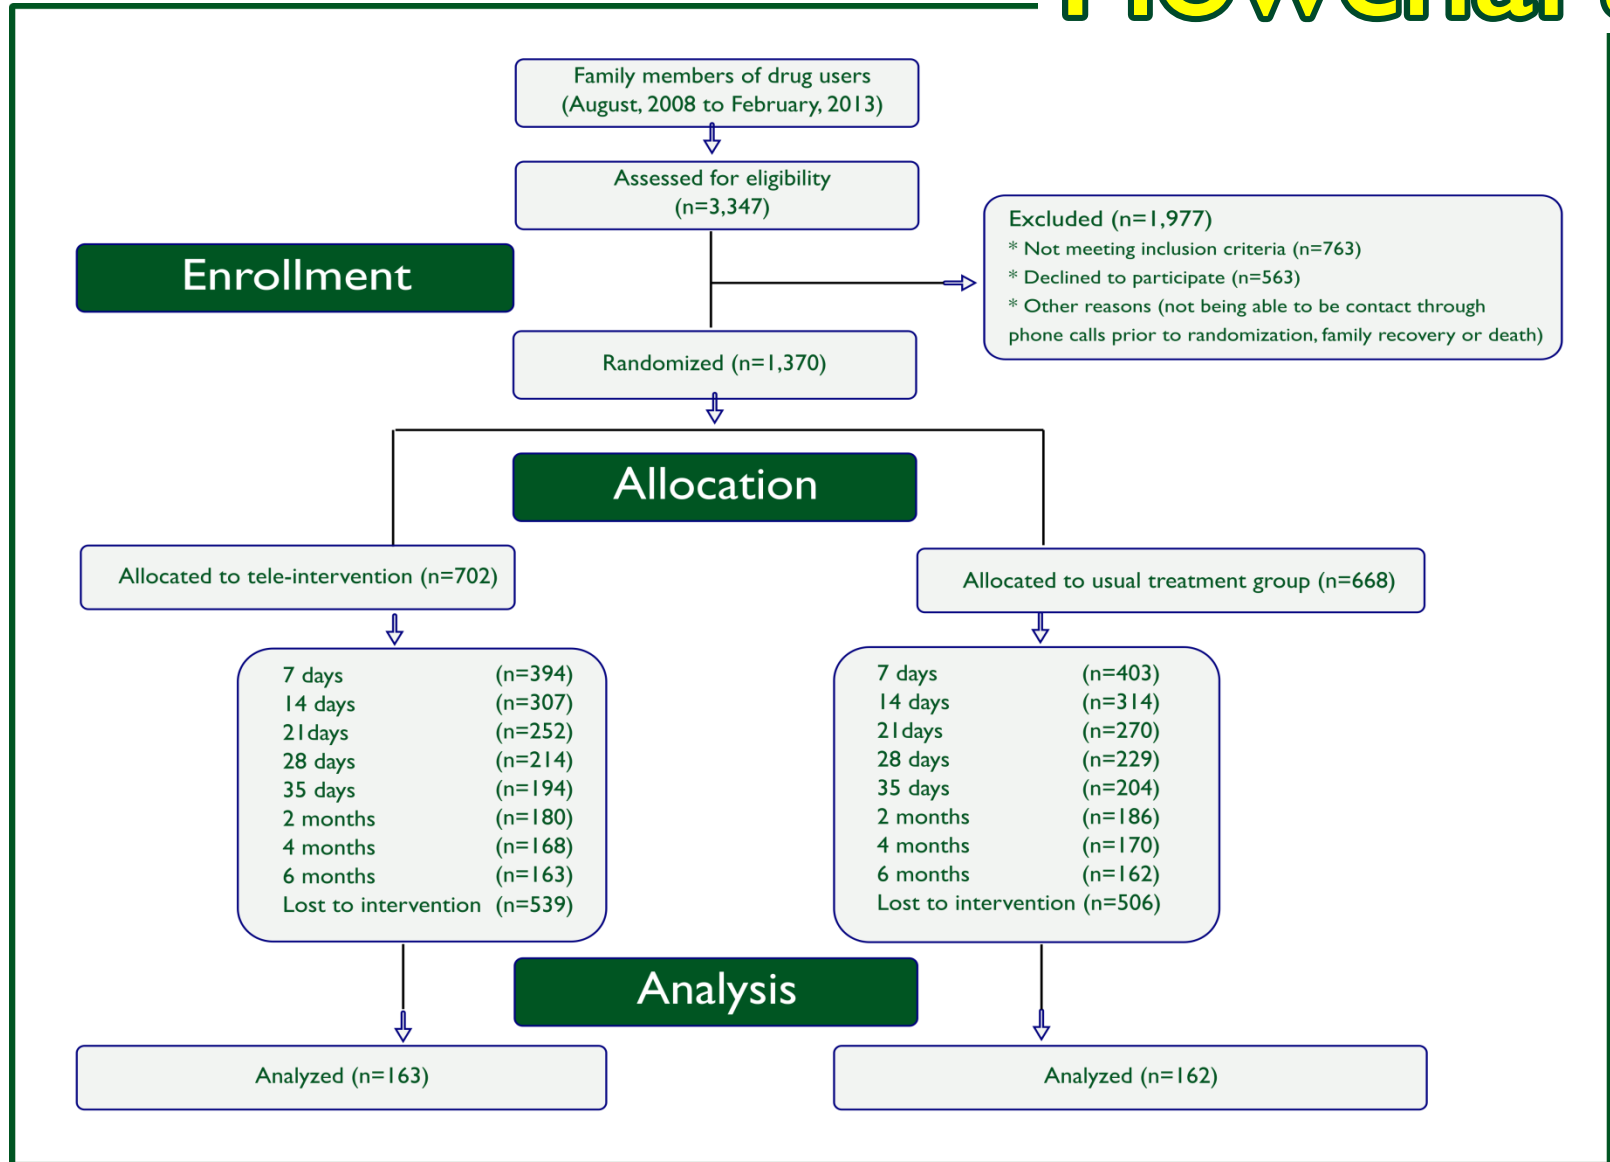 Family members of drug users
(August, 2008 to February, 2013)
Assessed for eligibility
(n=3,347)
Excluded (n=1,977)
* Not meeting inclusion criteria (n=763)
* Declined to participate (n=563)
* Other reasons (not being able to be contact through
phone calls prior to randomization, family recovery or death)
Enrollment
Randomized (n=1,370)
Allocation
Allocated to tele-intervention (n=702)
Allocated to usual treatment group (n=668)
7 days (n=394)
14 days (n=307)
21days (n=252)
28 days (n=214)
35 days (n=194)
2 months (n=180)
4 months (n=168)
6 months (n=163)
Lost to intervention (n=539)
7 days (n=403)
14 days (n=314)
21days (n=270)
28 days (n=229)
35 days (n=204)
2 months (n=186)
4 months (n=170)
6 months (n=162)
Lost to intervention (n=506)
Analysis
Analyzed (n=163)
Analyzed (n=162)